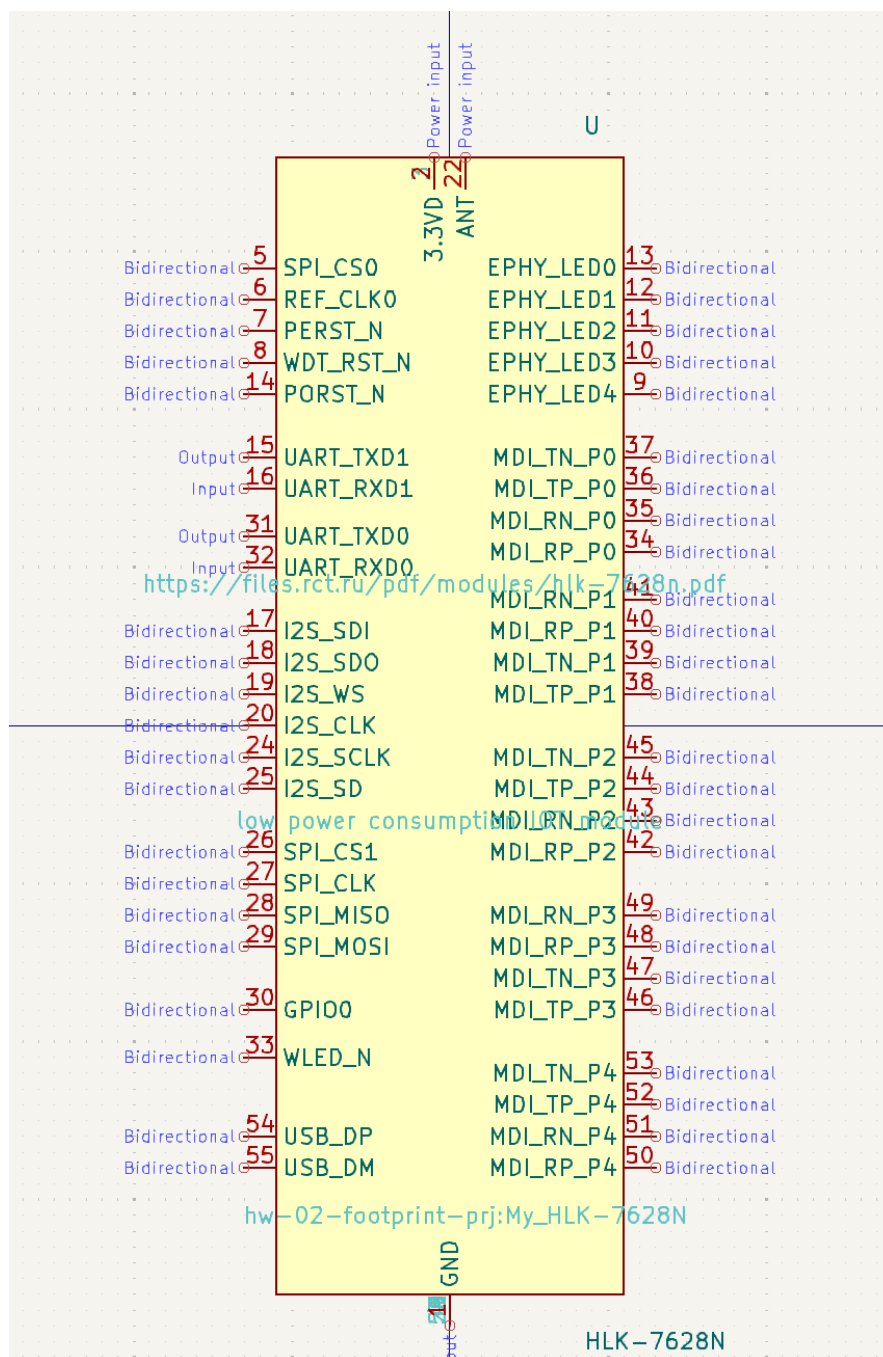 Power input
Power input
U
2
22
3.3VD
ANT
Bidirectional 5 SPI_CS0 EPHY_LED0 13 Bidirectional
Bidirectional 6 REF_CLK0 EPHY_LED1 12 Bidirectional
Bidirectional 7 PERST_N EPHY_LED2 11 Bidirectional
Bidirectional 8 WDT_RST_N EPHY_LED3 10 Bidirectional
Bidirectional 14 PORST_N EPHY_LED4 9 Bidirectional
Output 15 UART_TXD1 MDI_TN_P0 37 Bidirectional
Input 16 UART_RXD1 MDI_TP_P0 36 Bidirectional
MDI_RN_P0 35 Bidirectional
Output 31 UART_TXD0
MDI_RP_P0 34 Bidirectional
Input 32 UART_RXD0
https://files.rct.ru/pdf/modules/hlk-7628n.pdf
MDI_RN_P1 41 Bidirectional
Bidirectional 17 I2S_SDI MDI_RP_P1 40 Bidirectional
Bidirectional 18 I2S_SDO MDI_TN_P1 39 Bidirectional
Bidirectional 19 I2S_WS MDI_TP_P1 38 Bidirectional
Bidirectional 20 I2S_CLK
Bidirectional 24 I2S_SCLK MDI_TN_P2 45 Bidirectional
Bidirectional 25 I2S_SD MDI_TP_P2 44 Bidirectional
low power consumption IOT module
MDI_RN_P2 43 Bidirectional
Bidirectional 26 SPI_CS1 MDI_RP_P2 42 Bidirectional
Bidirectional 27 SPI_CLK
Bidirectional 28 SPI_MISO MDI_RN_P3 49 Bidirectional
Bidirectional 29 SPI_MOSI MDI_RP_P3 48 Bidirectional
MDI_TN_P3 47 Bidirectional
Bidirectional 30 GPIO0 MDI_TP_P3 46 Bidirectional
Bidirectional 33 WLED_N
MDI_TN_P4 53 Bidirectional
MDI_TP_P4 52 Bidirectional
Bidirectional 54 USB_DP MDI_RN_P4 51 Bidirectional
Bidirectional 55 USB_DM MDI_RP_P4 50 Bidirectional
hw-02-footprint-prj:My_HLK-7628N
GND
1
HLK-7628N